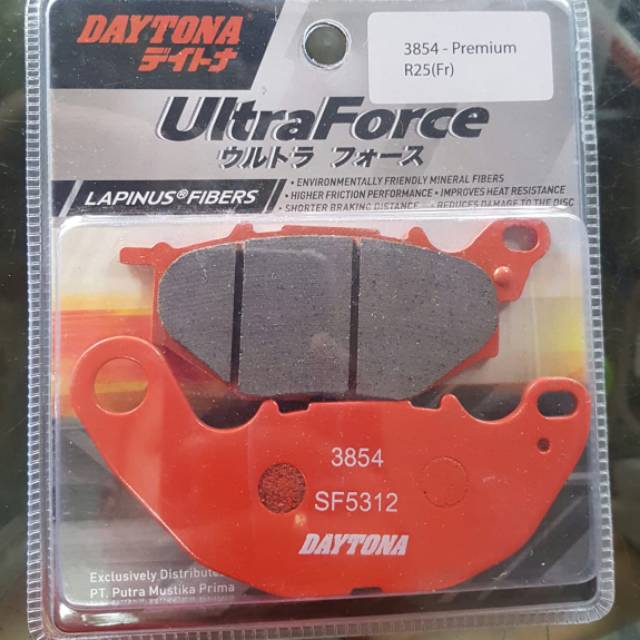 DAYTONA
デイトナ
3854 - Premium
R25(Fr)
UltraForce
ウルトラ フォース
LAPINUS® FIBERS
• ENVIRONMENTALLY FRIENDLY MINERAL FIBERS
• HIGHER FRICTION PERFORMANCE • IMPROVES HEAT RESISTANCE
• SHORTER BRAKING DISTANCE • REDUCES DAMAGE TO THE DISC
3854
SF5312
DAYTONA
Exclusively Distribute
PT. Putra Mustika Prima